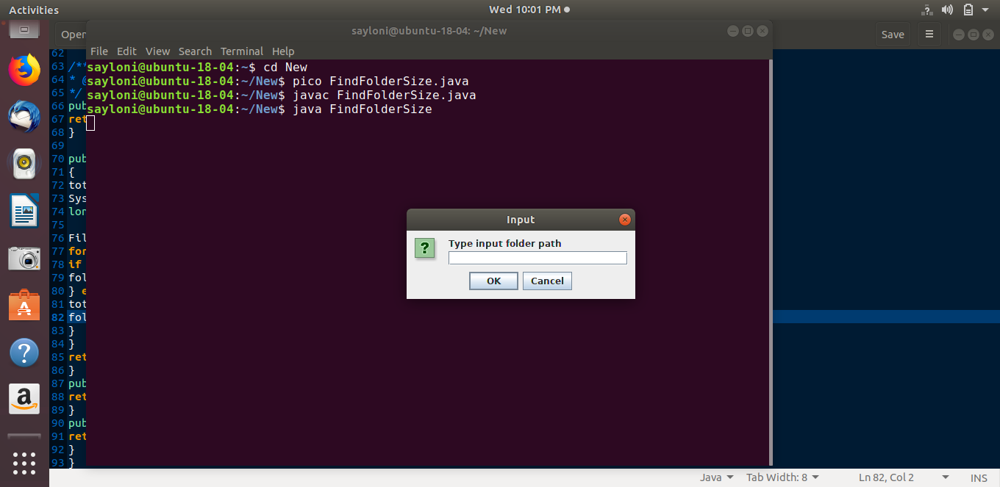 Activities
Wed 10:01 PM
sayloni@ubuntu-18-04: ~/New
Open
Save
File Edit View Search Terminal Help
sayloni@ubuntu-18-04:~$ cd New
sayloni@ubuntu-18-04:~/New$ pico FindFolderSize.java
sayloni@ubuntu-18-04:~/New$ javac FindFolderSize.java
sayloni@ubuntu-18-04:~/New$ java FindFolderSize
62
63 /**
64 * @
65 */
66 pub
67 ret
68 }
69
70 pub
71 {
72 tot
73 Sys
74 lon
75
76 Fil
77 for
78 if
79 fol
80 } e
81 tot
82 fol
83 }
84 }
85 ret
86 }
87 pub
88 ret
89 }
90 pub
91 ret
92 }
93 }
Input
?
Type input folder path
OK Cancel
Java Tab Width: 8 Ln 82, Col 2 INS